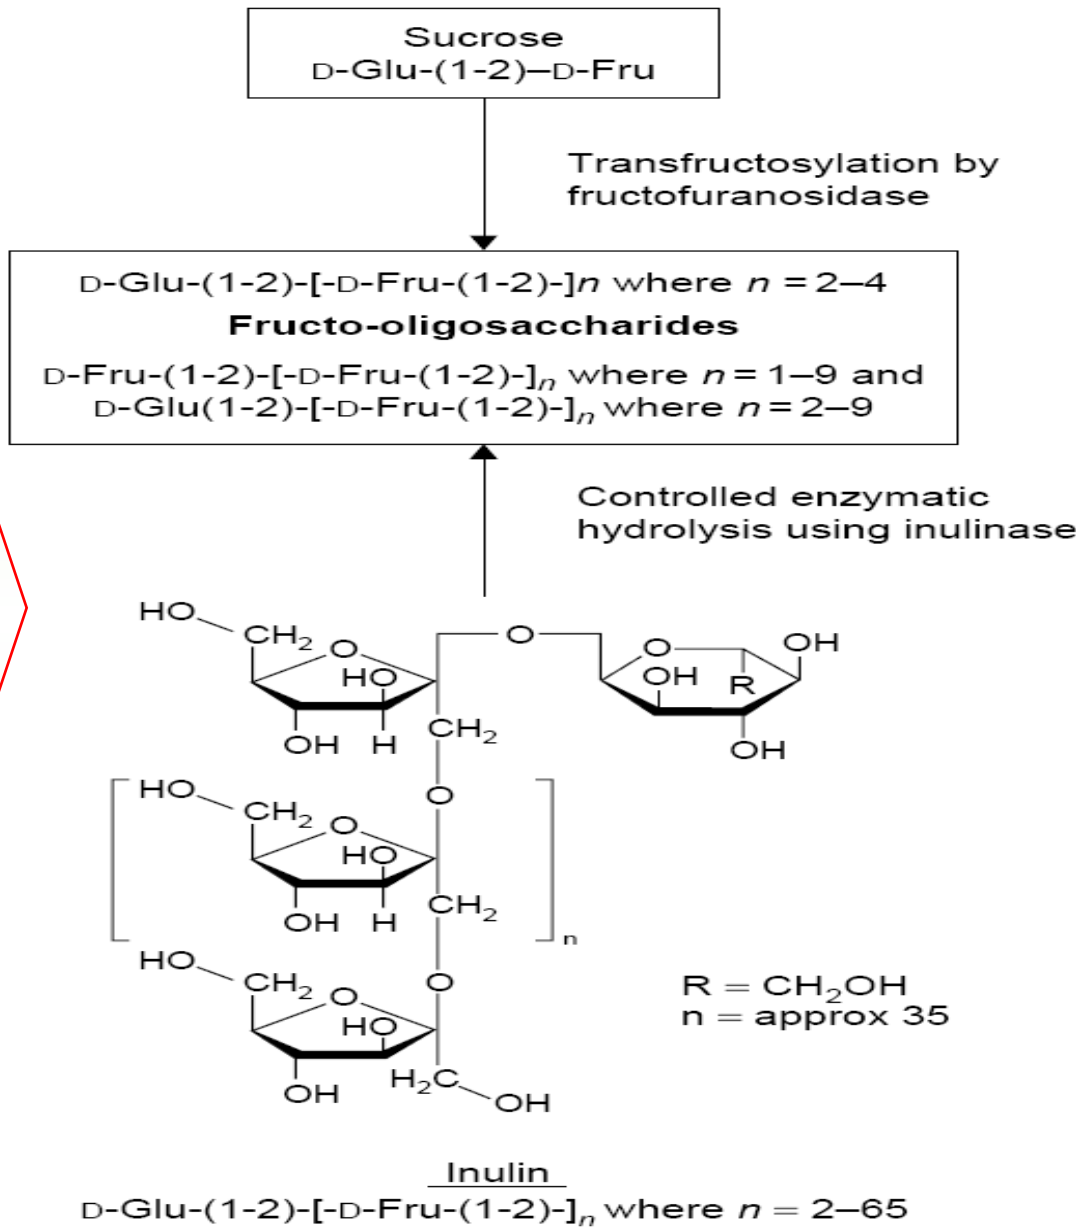 Sucrose
D-Glu-(1-2)–D-Fru
Transfructosylation by
fructofuranosidase
D-Glu-(1-2)-[-D-Fru-(1-2)-]n where n = 2–4
Fructo-oligosaccharides
D-Fru-(1-2)-[-D-Fru-(1-2)-]n where n = 1–9 and
D-Glu(1-2)-[-D-Fru-(1-2)-]n where n = 2–9
Controlled enzymatic
hydrolysis using inulinase
HO
CH2 O O O OH
HO OH R
OH H CH2 OH
HO O
CH2 O
HO
OH H CH2
n
HO
CH2 O O
HO
OH H2C OH
R = CH2OH
n = approx 35
Inulin
D-Glu-(1-2)-[-D-Fru-(1-2)-]n where n = 2–65